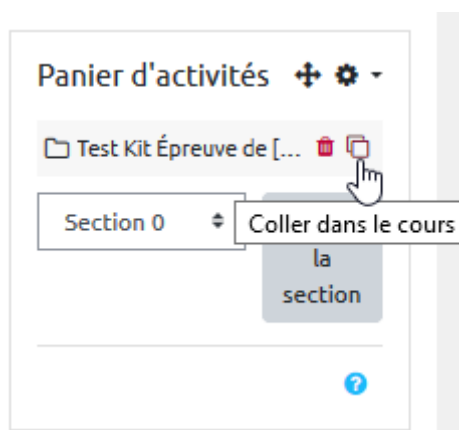 Panier d'activités
Test Kit Épreuve de [...
Section 0
Coller dans le cours
la
section